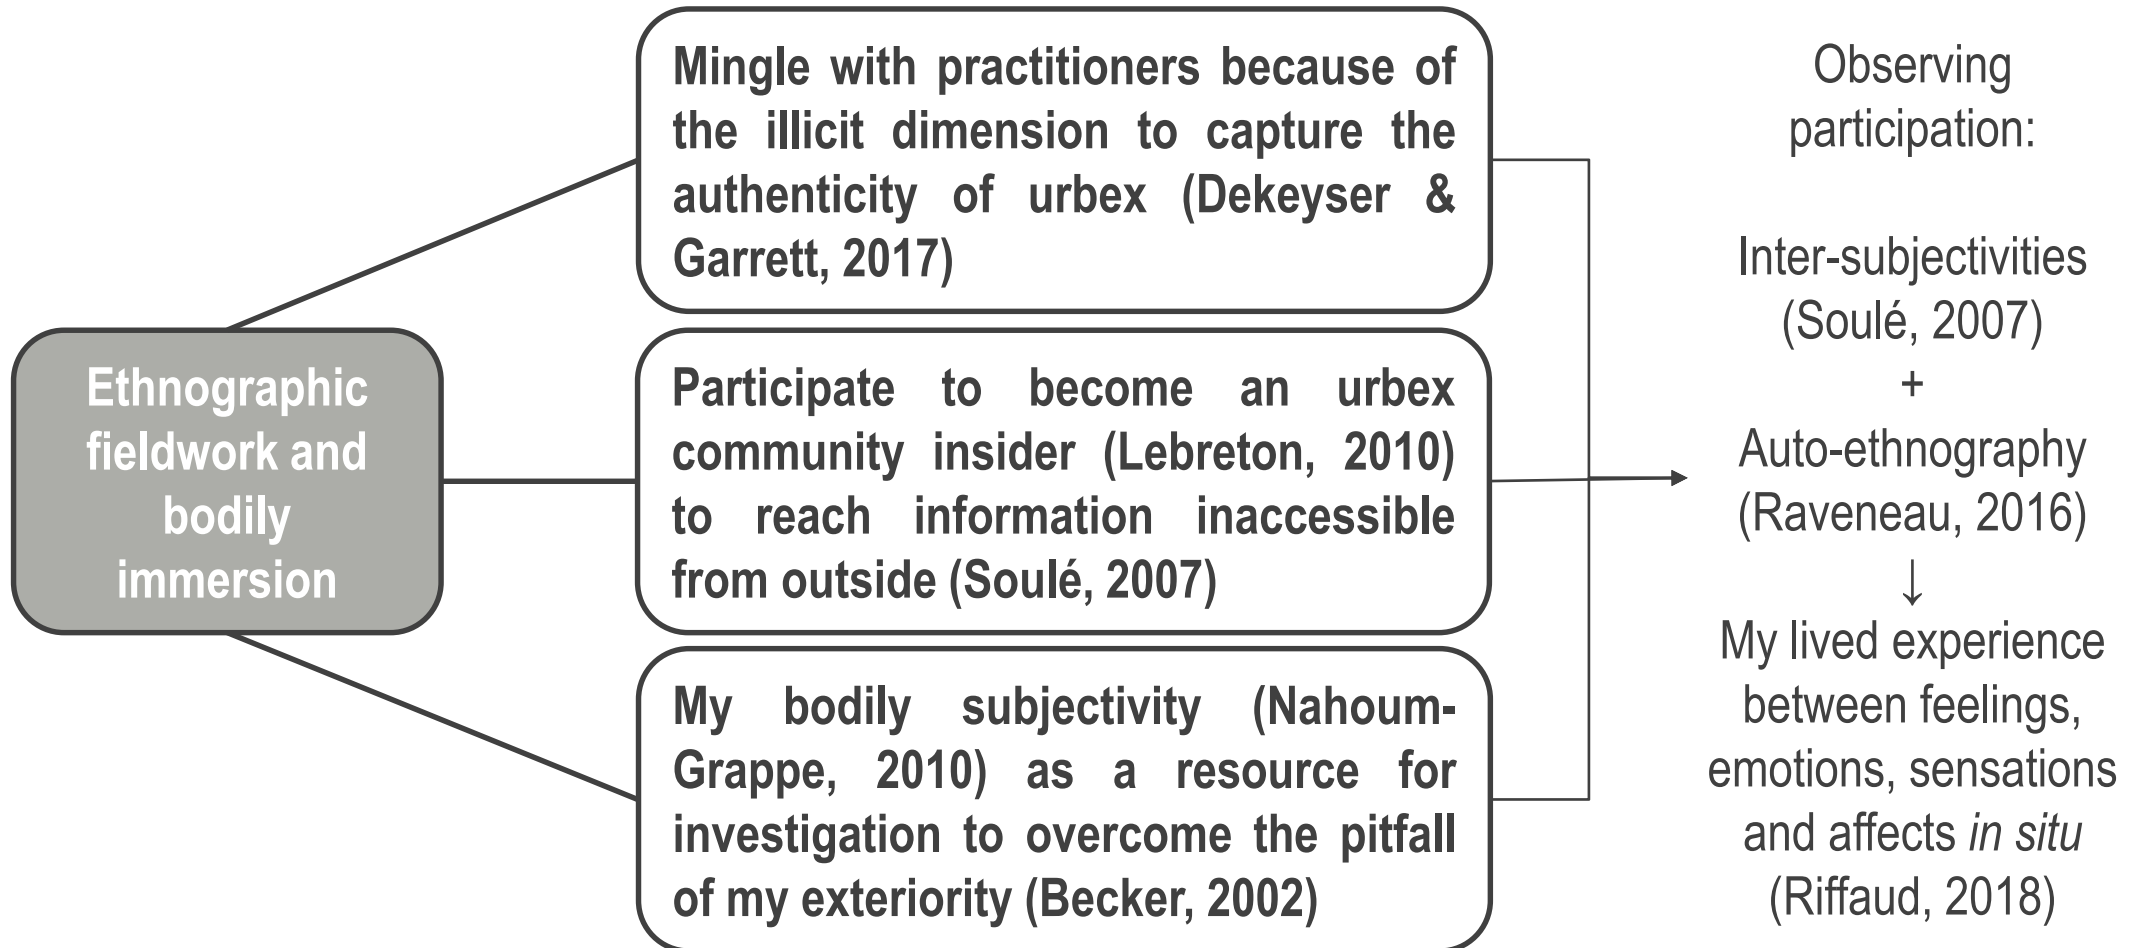 Ethnographic
fieldwork and
bodily
immersion
Mingle with practitioners because of
the illicit dimension to capture the
authenticity of urbex (Dekeyser &
Garrett, 2017)
Participate to become an urbex
community insider (Lebreton, 2010)
to reach information inaccessible
from outside (Soulé, 2007)
My bodily subjectivity (Nahoum-
Grappe, 2010) as a resource for
investigation to overcome the pitfall
of my exteriority (Becker, 2002)
Observing
participation:
Inter-subjectivities
(Soulé, 2007)
+
Auto-ethnography
(Raveneau, 2016)
↓
My lived experience
between feelings,
emotions, sensations
and affects in situ
(Riffaud, 2018)